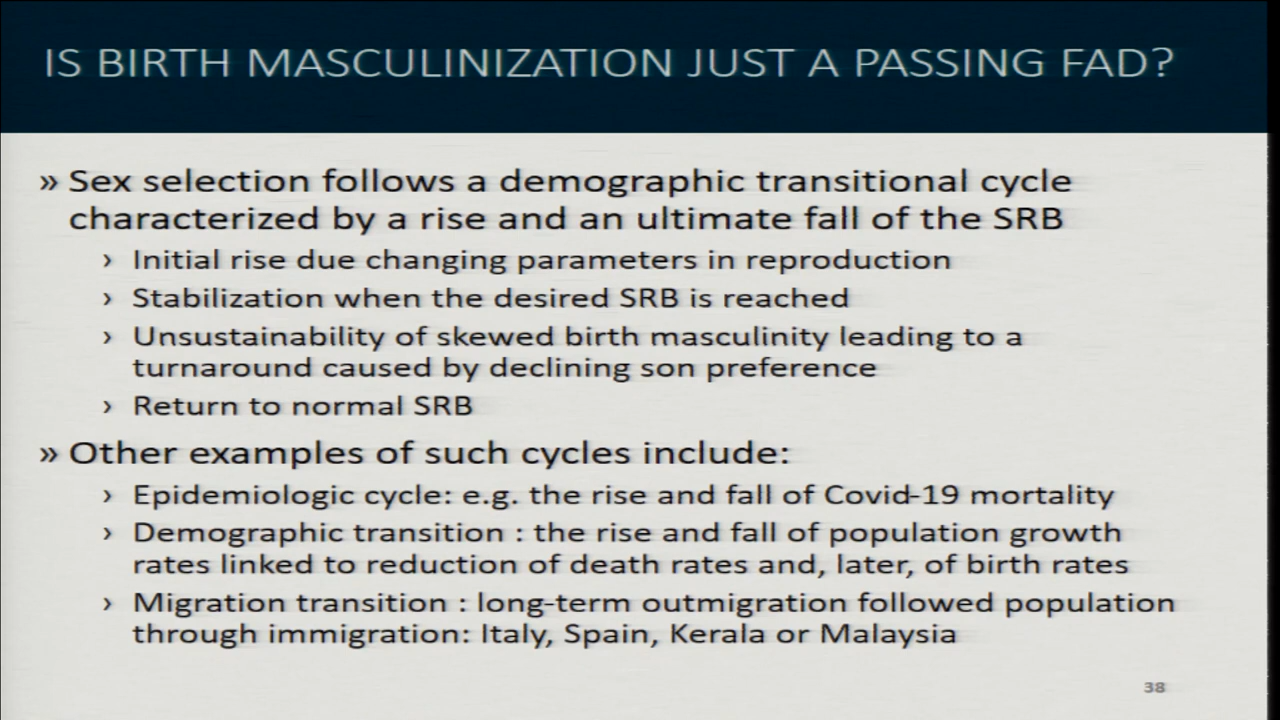 IS BIRTH MASCULINIZATION JUST A PASSING FAD?
» Sex selection follows a demographic transitional cycle
characterized by a rise and an ultimate fall of the SRB
› Initial rise due changing parameters in reproduction
› Stabilization when the desired SRB is reached
› Unsustainability of skewed birth masculinity leading to a
turnaround caused by declining son preference
› Return to normal SRB
» Other examples of such cycles include:
› Epidemiologic cycle: e.g. the rise and fall of Covid-19 mortality
› Demographic transition : the rise and fall of population growth
rates linked to reduction of death rates and, later, of birth rates
› Migration transition : long-term outmigration followed population
through immigration: Italy, Spain, Kerala or Malaysia
38